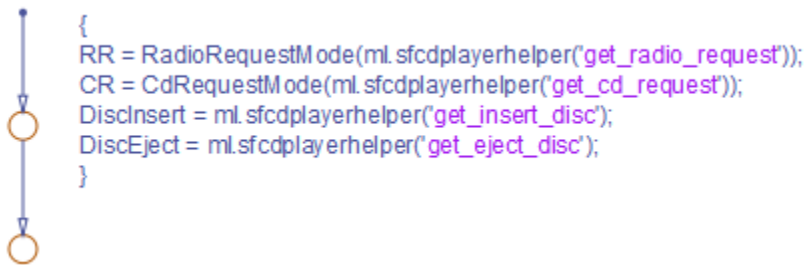 {
RR = RadioRequestMode(ml.sfcdplayerhelper('get_radio_request'));
CR = CdRequestMode(ml.sfcdplayerhelper('get_cd_request'));
DiscInsert = ml.sfcdplayerhelper('get_insert_disc');
DiscEject = ml.sfcdplayerhelper('get_eject_disc');
}